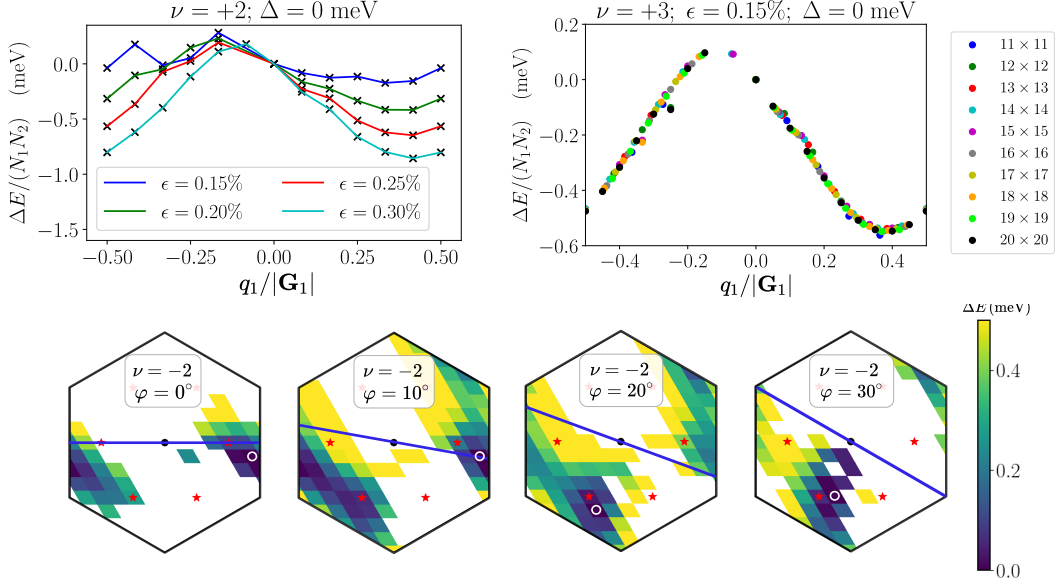 ν = +2; Δ = 0 meV
ΔE/(N₁N₂) (meV)
0.0
−0.5
−1.0
−1.5
ϵ = 0.15%
ϵ = 0.25%
ϵ = 0.20%
ϵ = 0.30%
−0.50
−0.25
0.00
0.25
0.50
q₁/|G₁|
ν = +3; ϵ = 0.15%; Δ = 0 meV
ΔE/(N₁N₂) (meV)
0.2
0.0
−0.2
−0.4
−0.6
−0.4
−0.2
0.0
0.2
0.4
q₁/|G₁|
11 × 11
12 × 12
13 × 13
14 × 14
15 × 15
16 × 16
17 × 17
18 × 18
19 × 19
20 × 20
ν = −2
φ = 0°
ν = −2
φ = 10°
ν = −2
φ = 20°
ν = −2
φ = 30°
ΔE (meV)
0.4
0.2
0.0